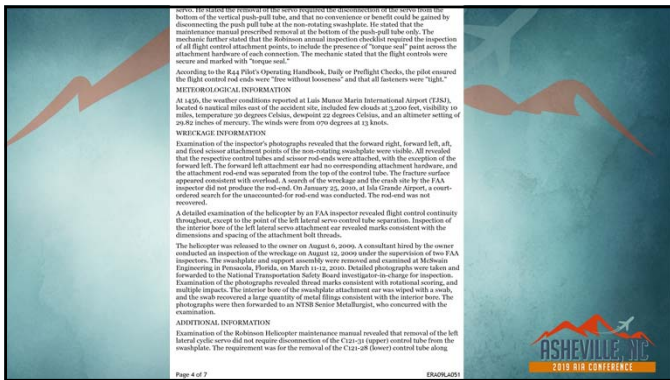 servo. He stated the removal of the servo required the disconnection of the servo from the
bottom of the vertical push-pull tube, and that no convenience or benefit could be gained by
disconnecting the push pull tube at the non-rotating swashplate. He stated that the
maintenance manual prescribed removal at the bottom of the push-pull tube only. The
mechanic further stated that the Robinson annual inspection checklist required the inspection
of all flight control attachment points, to include the presence of "torque seal" paint across the
attachment hardware of each connection. The mechanic stated that the flight controls were
secure and marked with "torque seal."
According to the R44 Pilot's Operating Handbook, Daily or Preflight Checks, the pilot ensured
the flight control rod ends were "free without looseness" and that all fasteners were "tight."
METEOROLOGICAL INFORMATION
At 1456, the weather conditions reported at Luis Munoz Marin International Airport (TJSJ),
located 6 nautical miles east of the accident site, included few clouds at 3,200 feet, visibility 10
miles, temperature 30 degrees Celsius, dewpoint 22 degrees Celsius, and an altimeter setting of
29.82 inches of mercury. The winds were from 070 degrees at 13 knots.
WRECKAGE INFORMATION
Examination of the inspector's photographs revealed that the forward right, forward left, aft,
and fixed scissor attachment points of the non-rotating swashplate were visible. All revealed
that the respective control tubes and scissor rod-ends were attached, with the exception of the
forward left. The forward left attachment ear had no corresponding attachment hardware, and
the attachment rod-end was separated from the top of the control tube. The fracture surface
appeared consistent with overload. A search of the wreckage and the crash site by the FAA
inspector did not produce the rod-end. On January 25, 2010, at Isla Grande Airport, a court-
ordered search for the unaccounted-for rod-end was conducted. The rod-end was not
recovered.
A detailed examination of the helicopter by an FAA inspector revealed flight control continuity
throughout, except to the point of the left lateral servo control tube separation. Inspection of
the interior bore of the left lateral servo attachment ear revealed marks consistent with the
dimensions and spacing of the attachment bolt threads.
The helicopter was released to the owner on August 6, 2009. A consultant hired by the owner
conducted an inspection of the wreckage on August 12, 2009 under the supervision of two FAA
inspectors. The swashplate and support assembly were removed and examined at McSwain
Engineering in Pensacola, Florida, on March 11-12, 2010. Detailed photographs were taken and
forwarded to the National Transportation Safety Board investigator-in-charge for inspection.
Examination of the photographs revealed thread marks consistent with rotational scoring, and
multiple impacts. The interior bore of the swashplate attachment ear was wiped with a swab,
and the swab recovered a large quantity of metal filings consistent with the interior bore. The
photographs were then forwarded to an NTSB Senior Metallurgist, who concurred with the
examination.
ADDITIONAL INFORMATION
Examination of the Robinson Helicopter maintenance manual revealed that removal of the left
lateral cyclic servo did not require disconnection of the C121-31 (upper) control tube from the
swashplate. The requirement was for the removal of the C121-28 (lower) control tube along
Page 4 of 7 ERA09LA051
ASHEVILLE, NC
2019 AIR CONFERENCE